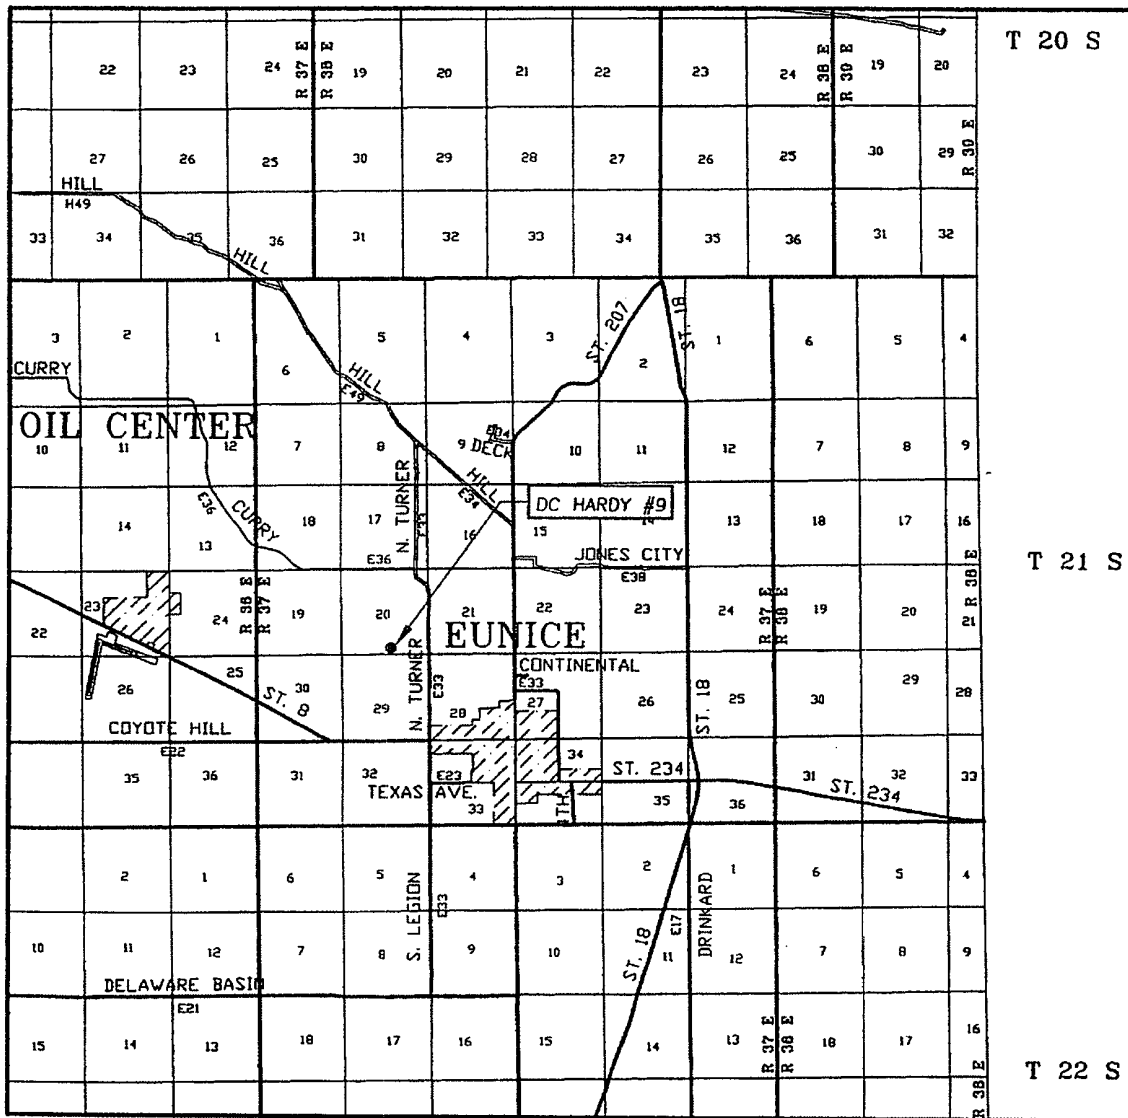 T 20 S
22 23 24 R 37 E R 38 E 19 20 21 22 23 24 R 38 E R 39 E 19 20
27 26 25 30 29 28 27 26 25 30 29 R 39 E
HILL
H49
33 34 35 36 31 32 33 34 35 36 31 32
HILL
3 2 1 6 5 4 3 ST. 207 2 ST. 18 1 6 5 4
CURRY
HILL
E49
OIL CENTER
10 11 12 7 8 9 10 11 12 7 8 9
DECK
HILL
E34
N. TURNER
E33
DC HARDY #9
E36
CURRY
14 13 18 17 16 15 13 18 17 16
E36
JONES CITY
E38
T 21 S
R 36 E R 37 E
R 37 E R 38 E
R 38 E
22 23 24 19 20 21 22 23 24 19 20 21
EUNICE
CONTINENTAL
E33
N. TURNER
E33
26 25 30 29 28 27 26 25 30 29 28
ST. 8
ST. 18
COYOTE HILL
E22
35 36 31 32 33 34 35 36 31 32 33
E23
TEXAS AVE.
ST. 234
ST. 234
2 1 6 5 4 3 2 1 6 5 4
S. LEGION
E33
E17
DRINKARD
10 11 12 7 8 9 10 11 12 7 8 9
ST. 18
DELAWARE BASIN
E21
15 14 13 18 17 16 15 14 13 18 17 16
R 37 E R 38 E
R 38 E
T 22 S